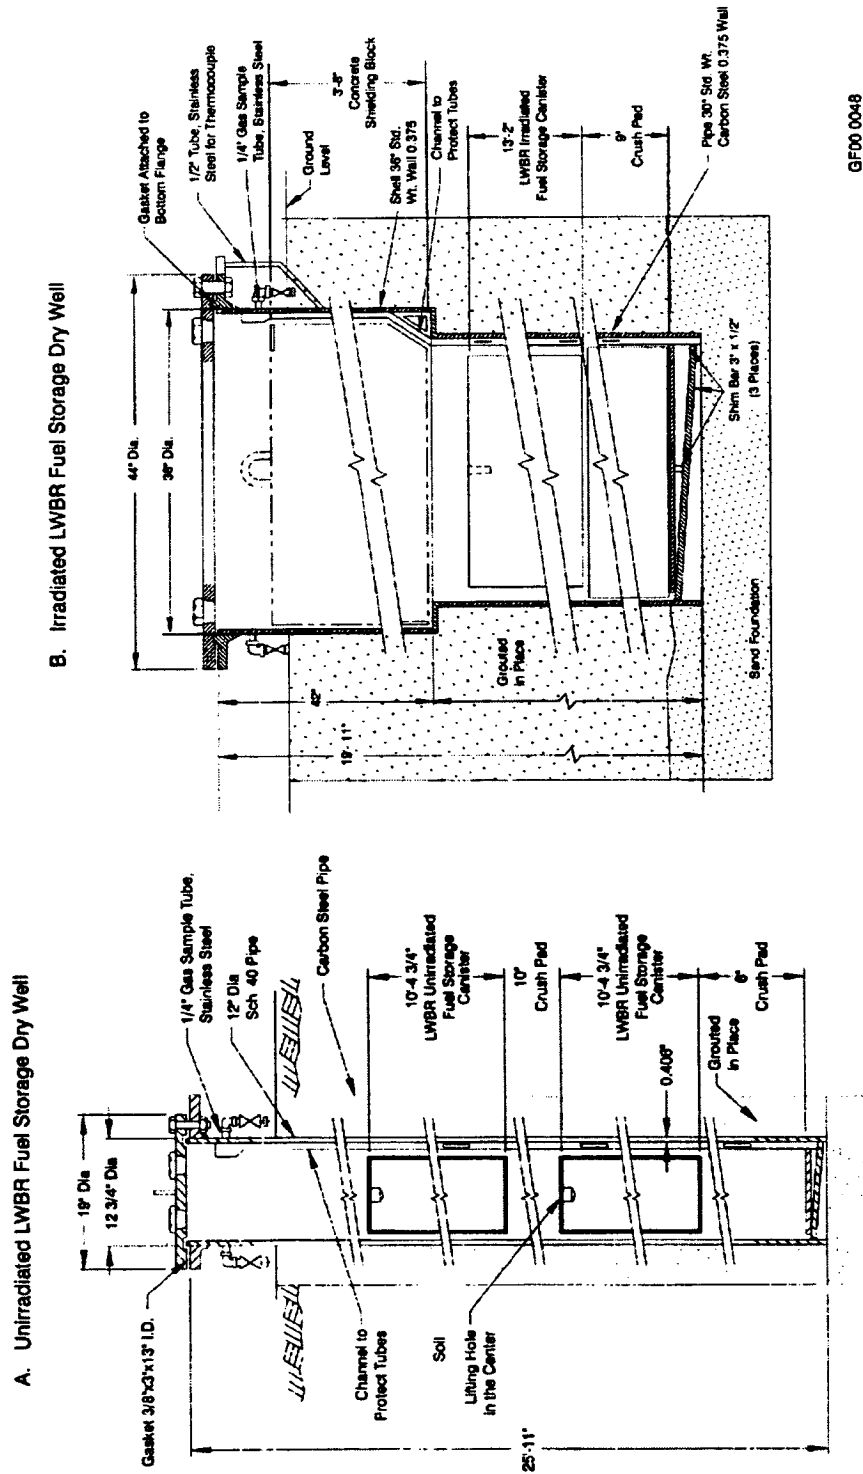 A. Unirradiated LWBR Fuel Storage Dry Well
Gasket 3/8"x3"x13" I.D.
19" Dia
12 3/4" Dia
1/4" Gas Sample Tube,
Stainless Steel
12" Dia
Sch 40 Pipe
Carbon Steel Pipe
Channel to
Protect Tubes
10'-4 3/4"
LWBR Unirradiated
Fuel Storage
Canister
Soil
10"
Crush Pad
Lifting Hole
in the Center
10'-4 3/4"
LWBR Unirradiated
Fuel Storage
Canister
0.406"
6"
Crush Pad
Grouted
in Place
25'-11"
B. Irradiated LWBR Fuel Storage Dry Well
44" Dia.
36" Dia.
Gasket Attached to
Bottom Flange
1/2" Tube, Stainless
Steel for Thermocouple
1/4" Gas Sample
Tube, Stainless Steel
Ground
Level
3'-8"
Concrete
Shielding Block
Shell 36" Std.
Wt. Wall 0.375
Channel to
Protect Tubes
42"
19'-11"
Grouted
in Place
13'-2"
LWBR Irradiated
Fuel Storage Canister
9"
Crush Pad
Pipe 30" Std. Wt.
Carbon Steel 0.375 Wall
Shim Bar 3" x 1/2"
(3 Places)
Sand Foundation
GF00 0048